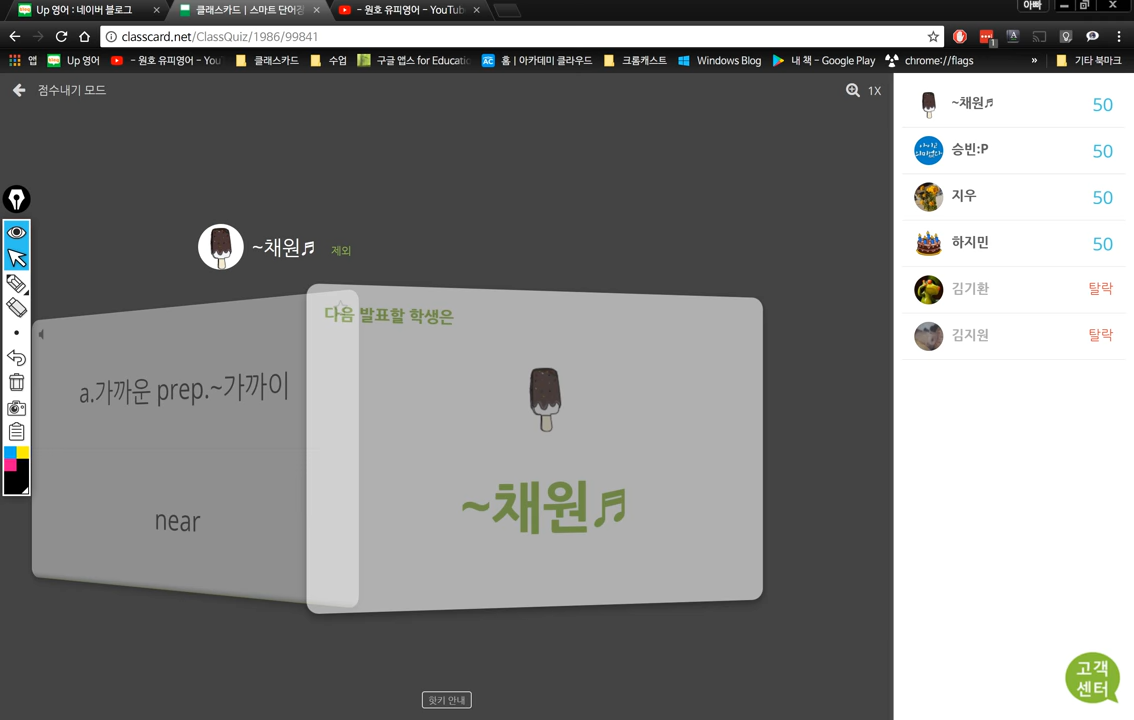 아빠
Up 영어 : 네이버 블로그
클래스카드 | 스마트 단어장
- 원호 유피영어 - YouTub
classcard.net/ClassQuiz/1986/99841
1
앱
Up 영어
- 원호 유피영어 - You
클래스카드
수업
구글 앱스 for Educatio
AC 홈 | 아카데미 클라우드
크롬캐스트
Windows Blog
내 책 - Google Play
chrome://flags
»
기타 북마크
점수내기 모드
1X
~채원♬ 제외
a.가까운 prep.~가까이
near
다음 발표할 학생은
~채원♬
핫키 안내
~채원♬ 50
승빈:P 50
지우 50
하지민 50
김기환 탈락
김지원 탈락
고객
센터